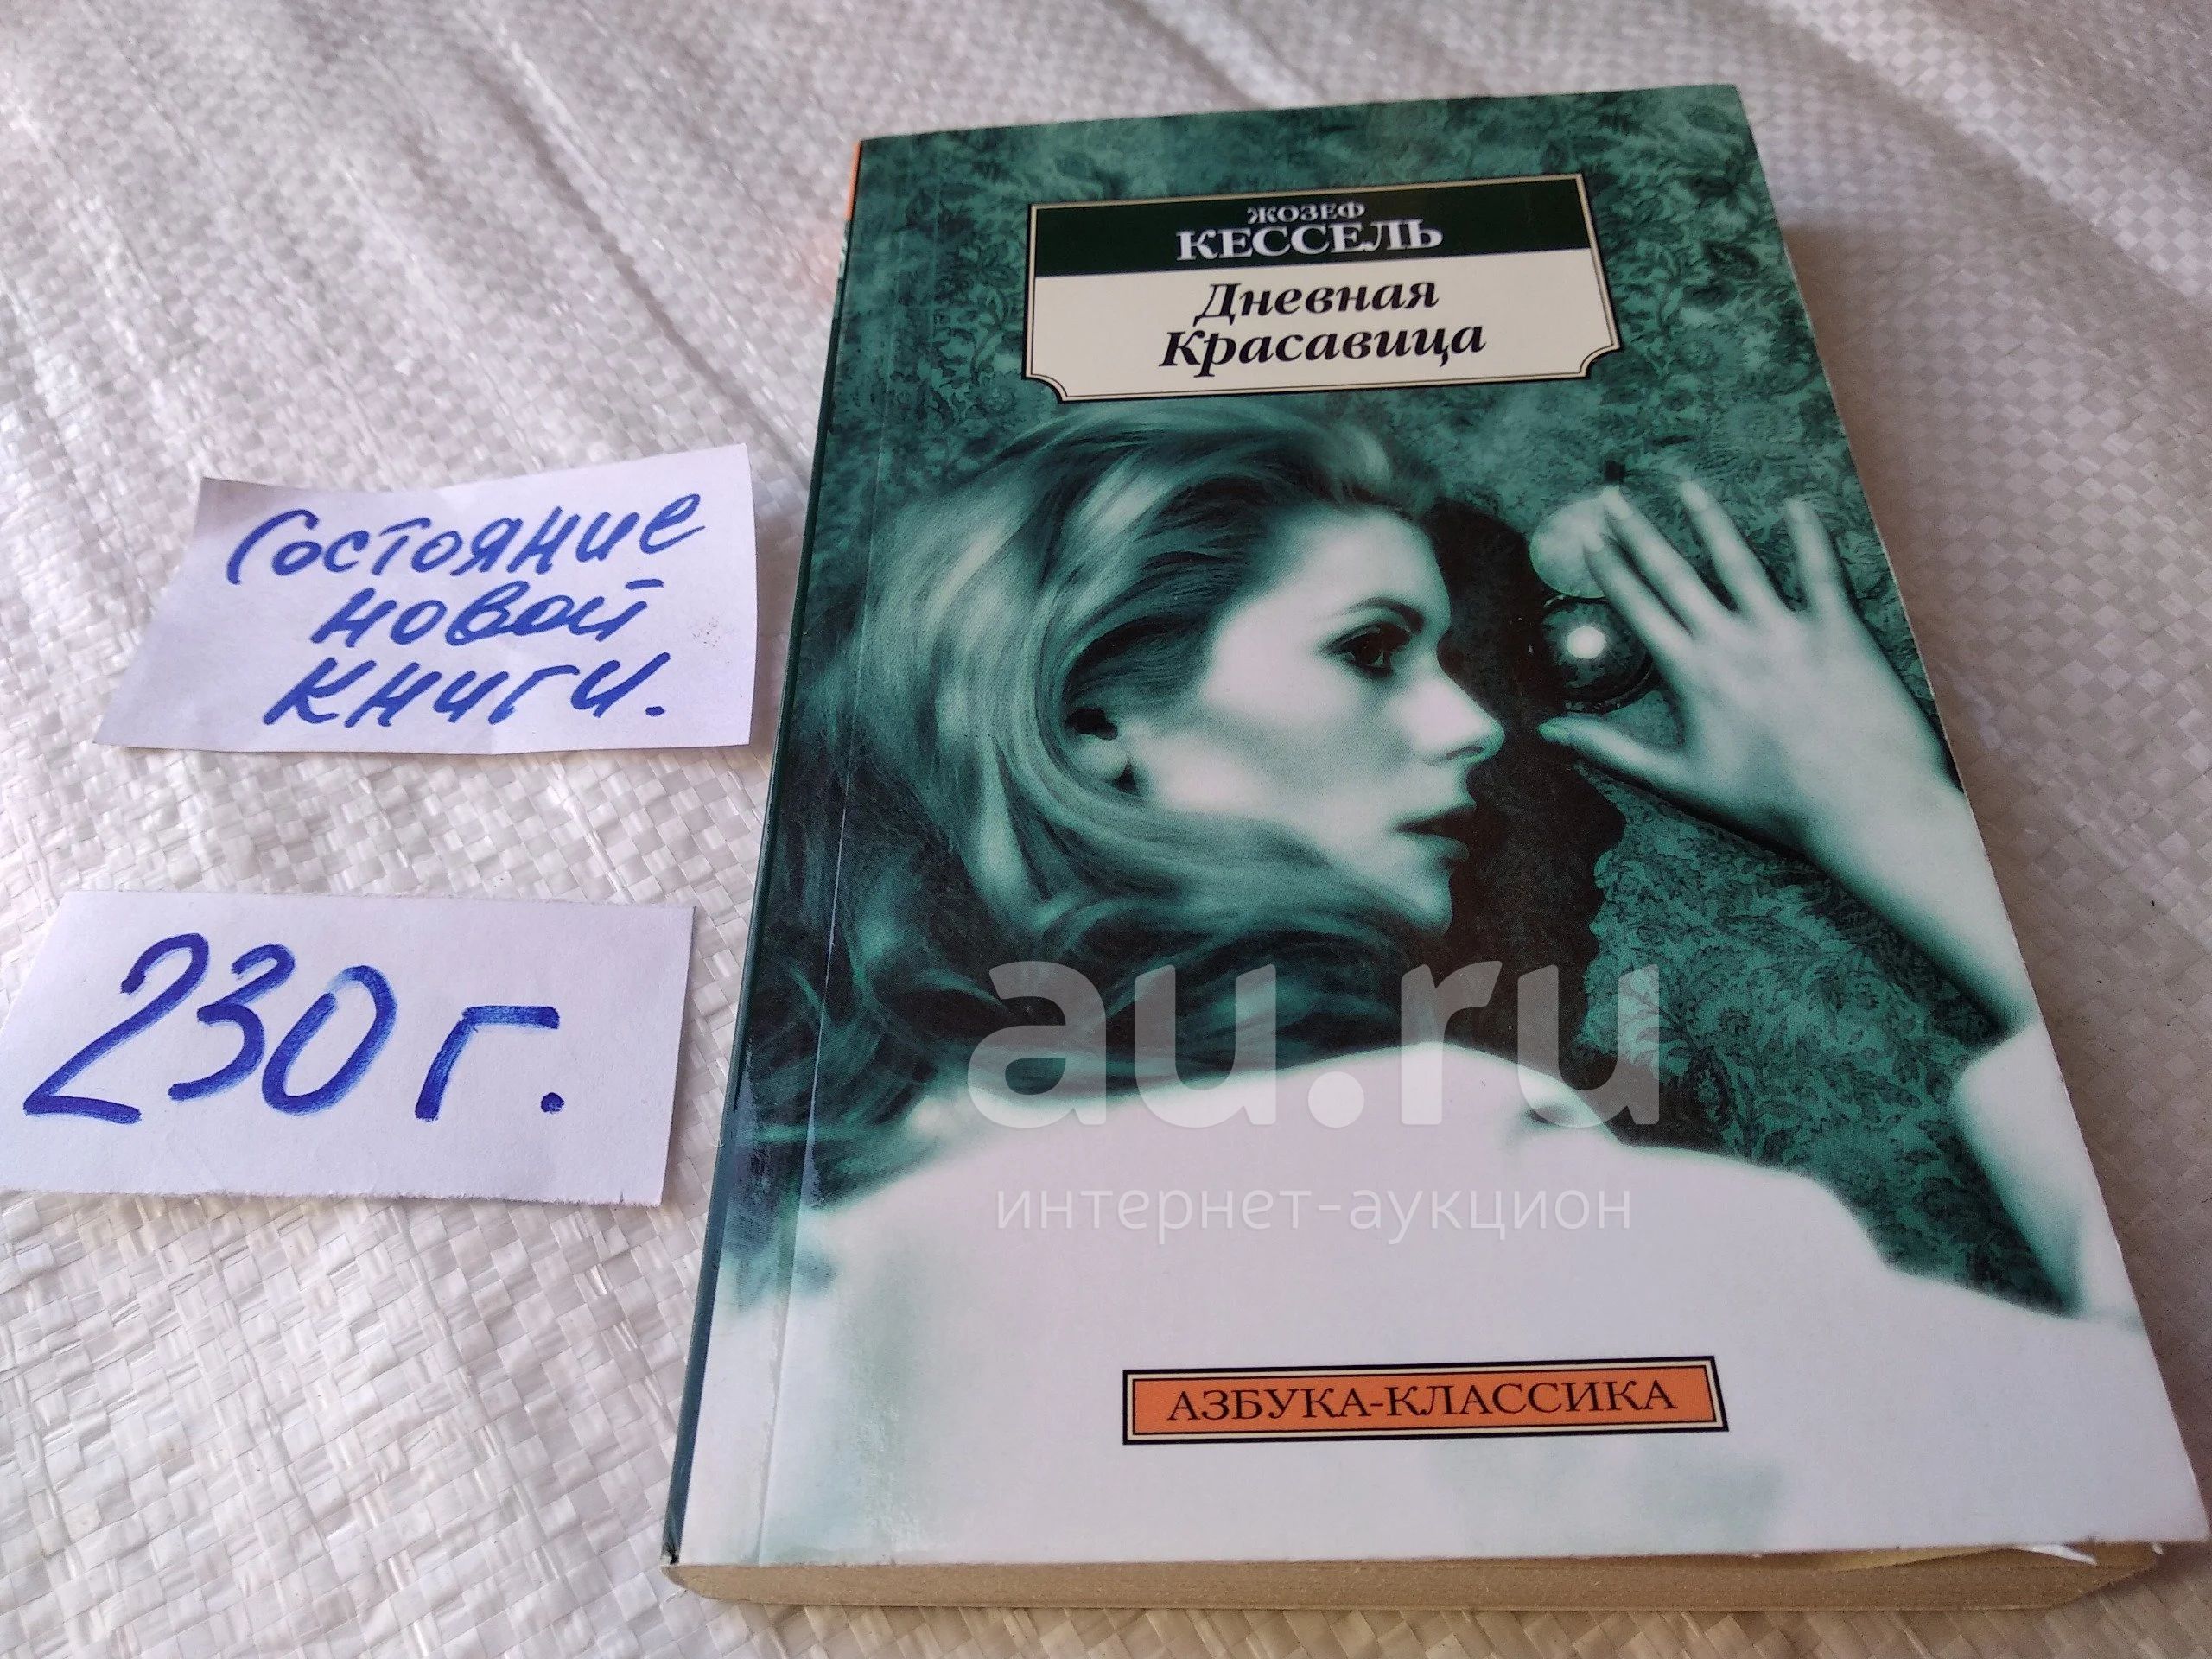 ЖОЗЕФ
КЕССЕЛЬ
Дневная
Красавица
Состояние
новой
книги.
230 г.
au.ru
интернет-аукцион
АЗБУКА-КЛАССИКА